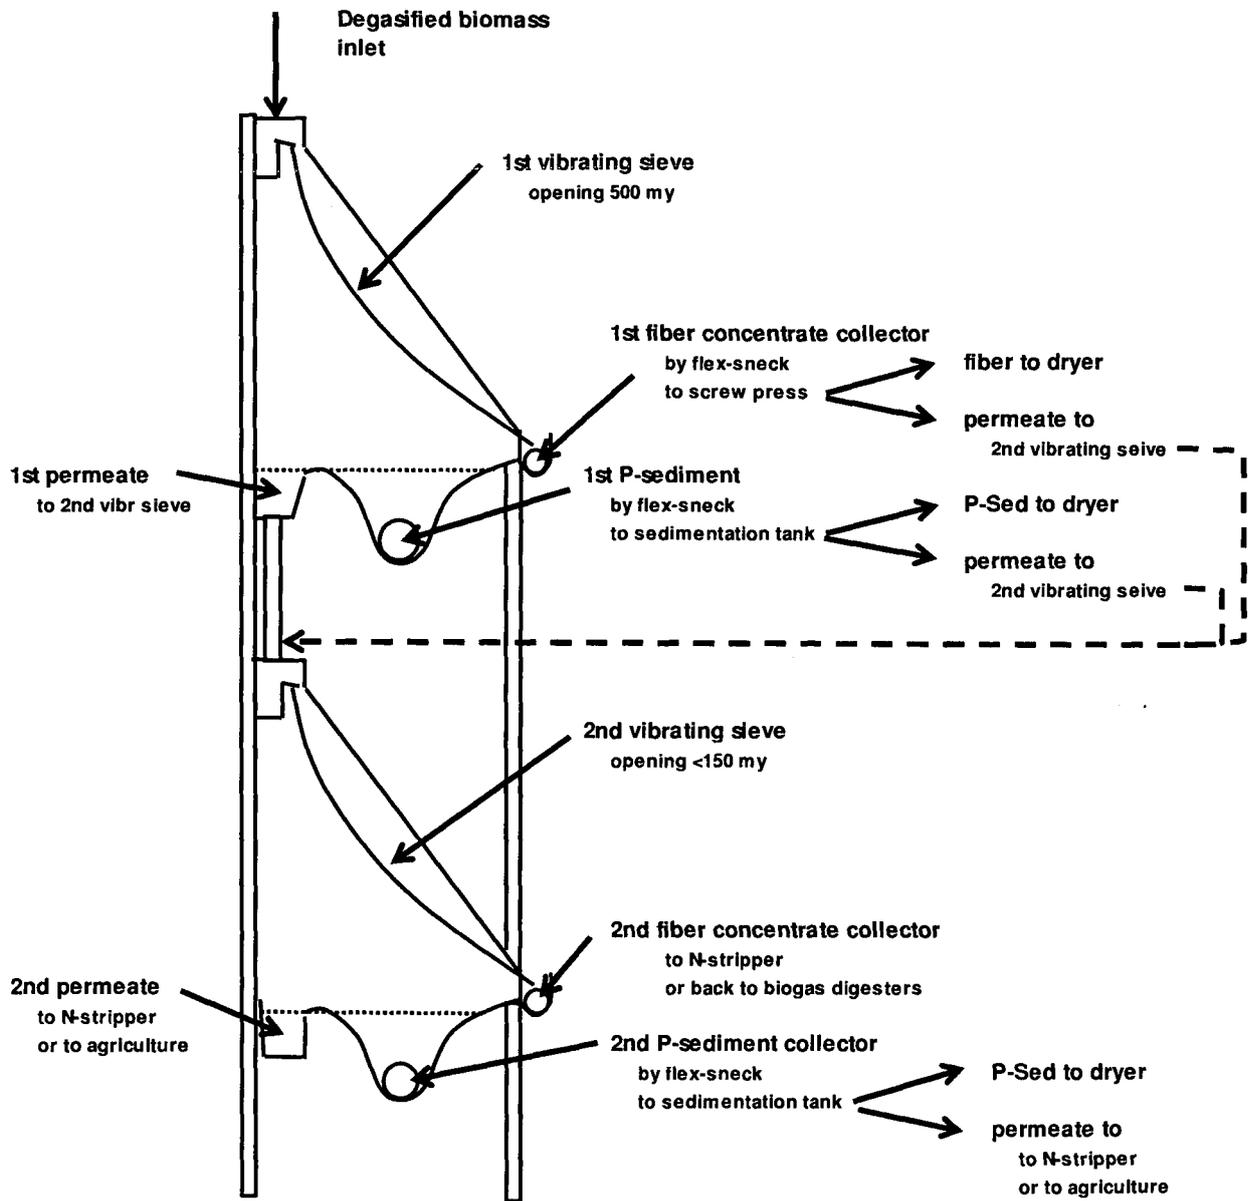 Degasified biomass
inlet
1st vibrating sieve
opening 500 my
1st fiber concentrate collector
by flex-sneck
to screw press
fiber to dryer
permeate to
2nd vibrating seive
1st permeate
to 2nd vibr sieve
1st P-sediment
by flex-sneck
to sedimentation tank
P-Sed to dryer
permeate to
2nd vibrating seive
2nd vibrating sieve
opening <150 my
2nd fiber concentrate collector
to N-stripper
or back to biogas digesters
2nd permeate
to N-stripper
or to agriculture
2nd P-sediment collector
by flex-sneck
to sedimentation tank
P-Sed to dryer
permeate to
to N-stripper
or to agriculture